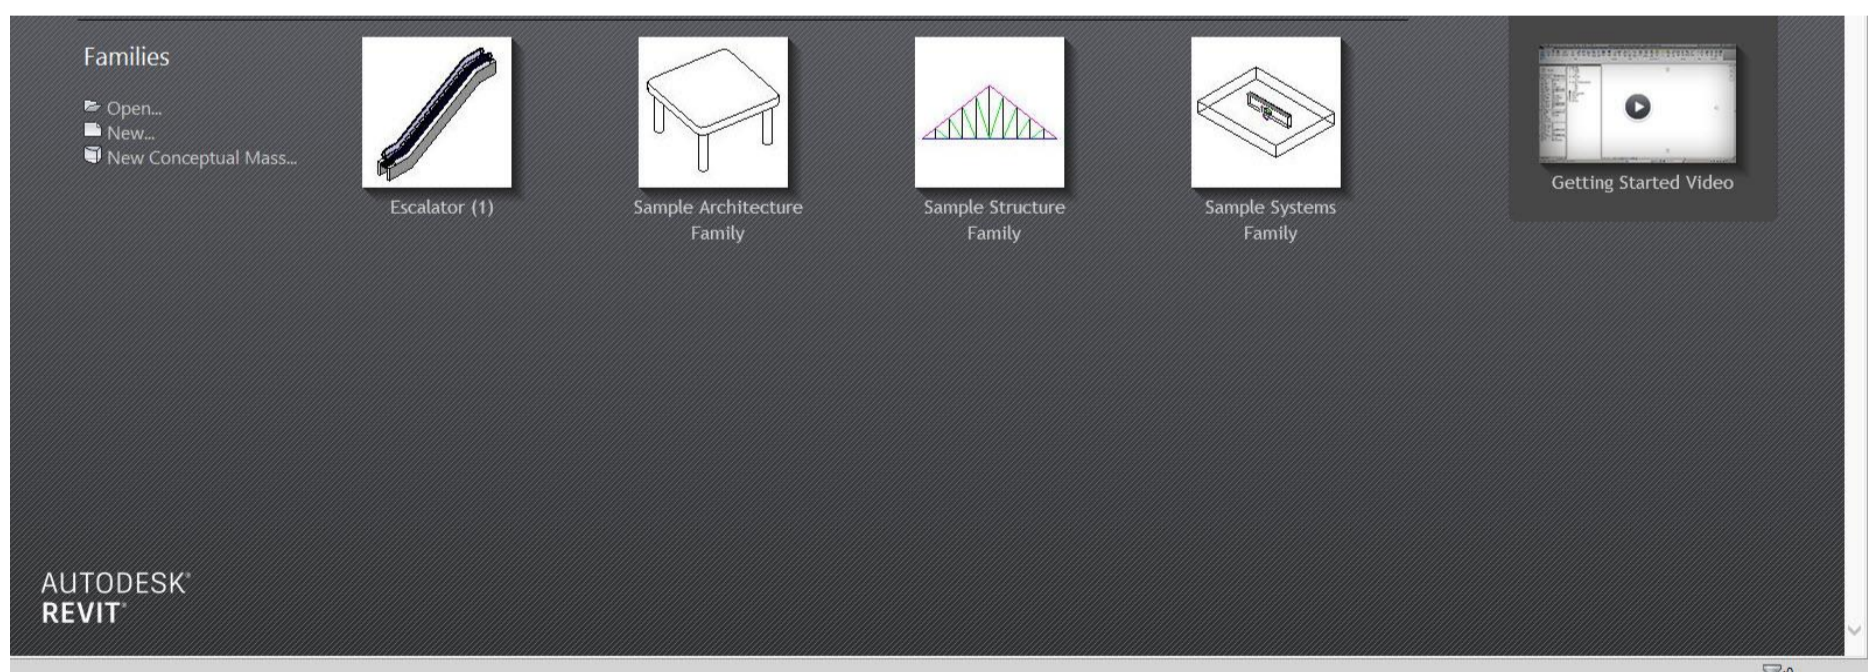 Families
Open...
New...
New Conceptual Mass...
Escalator (1)
Sample Architecture
Family
Sample Structure
Family
Sample Systems
Family
Getting Started Video
AUTODESK®
REVIT®